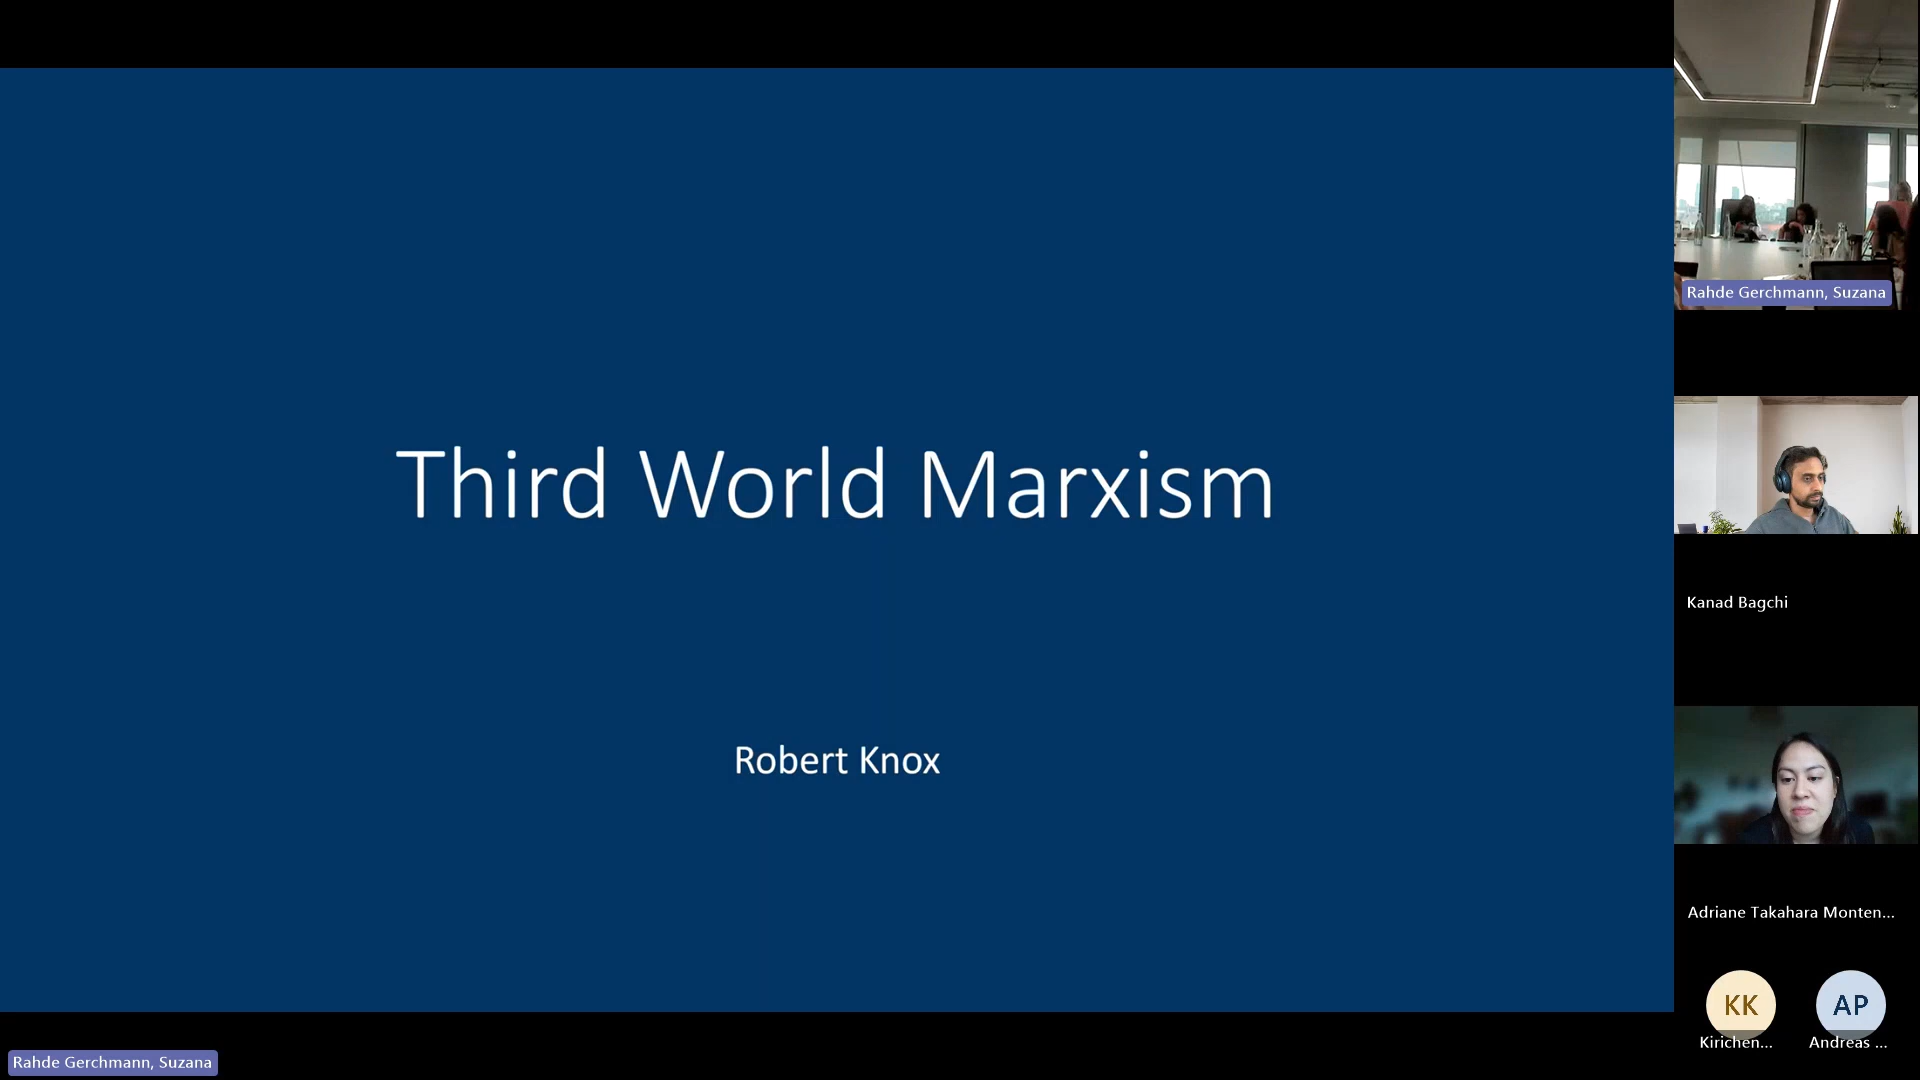 Third World Marxism
Robert Knox
Rahde Gerchmann, Suzana
Rahde Gerchmann, Suzana
Kanad Bagchi
Adriane Takahara Monten...
KK
AP
Kirichen...
Andreas ...